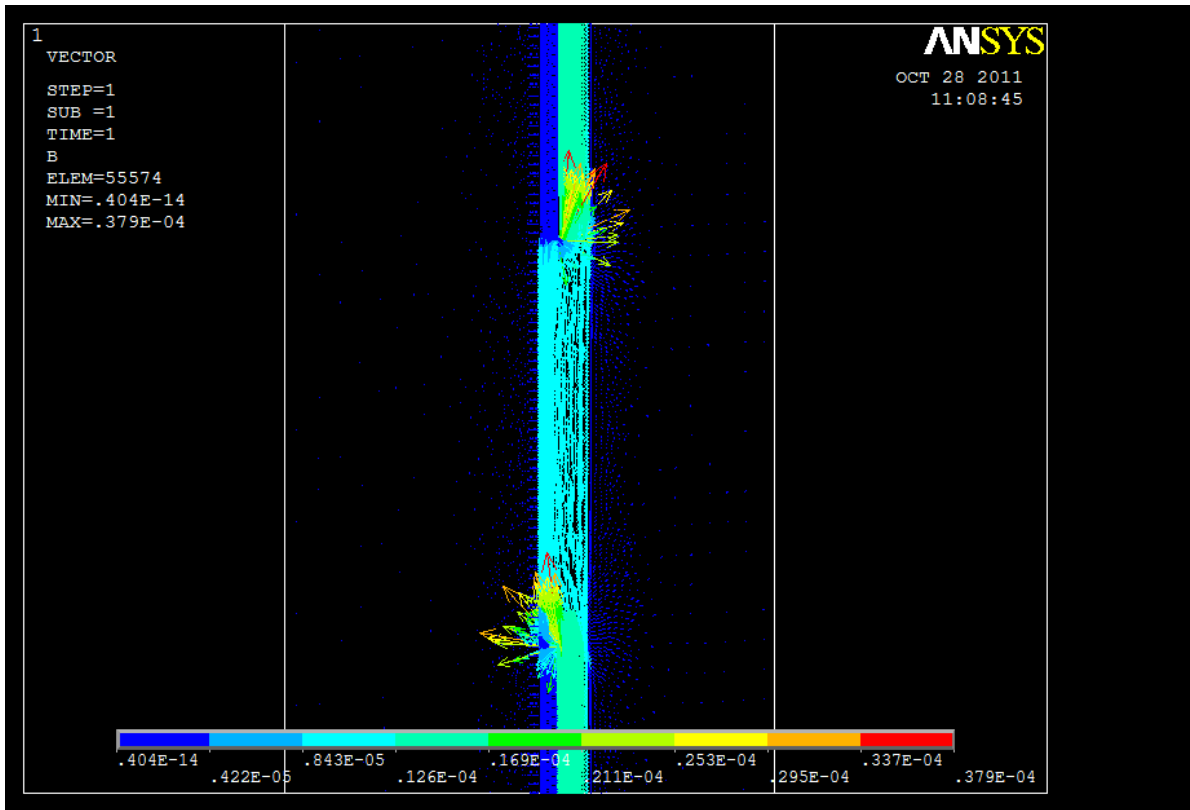 1
VECTOR
STEP=1
SUB =1
TIME=1
B
ELEM=55574
MIN=.404E-14
MAX=.379E-04
ANSYS
OCT 28 2011
11:08:45
.404E-14
.422E-05
.843E-05
.126E-04
.169E-04
.211E-04
.253E-04
.295E-04
.337E-04
.379E-04